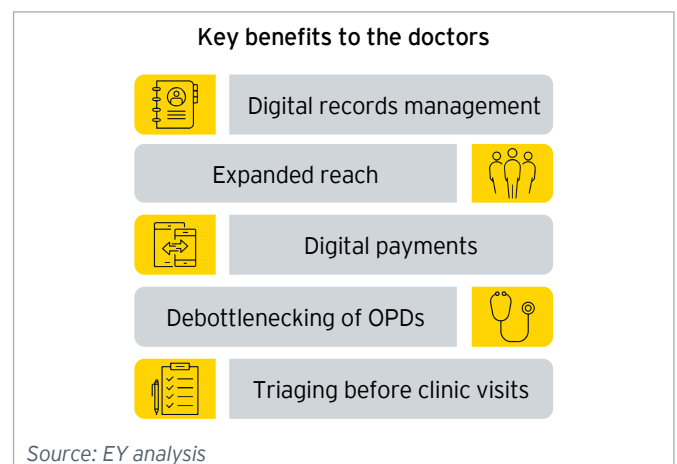 Key benefits to the doctors
Digital records management
Expanded reach
Digital payments
Debottlenecking of OPDs
Triaging before clinic visits
Source: EY analysis